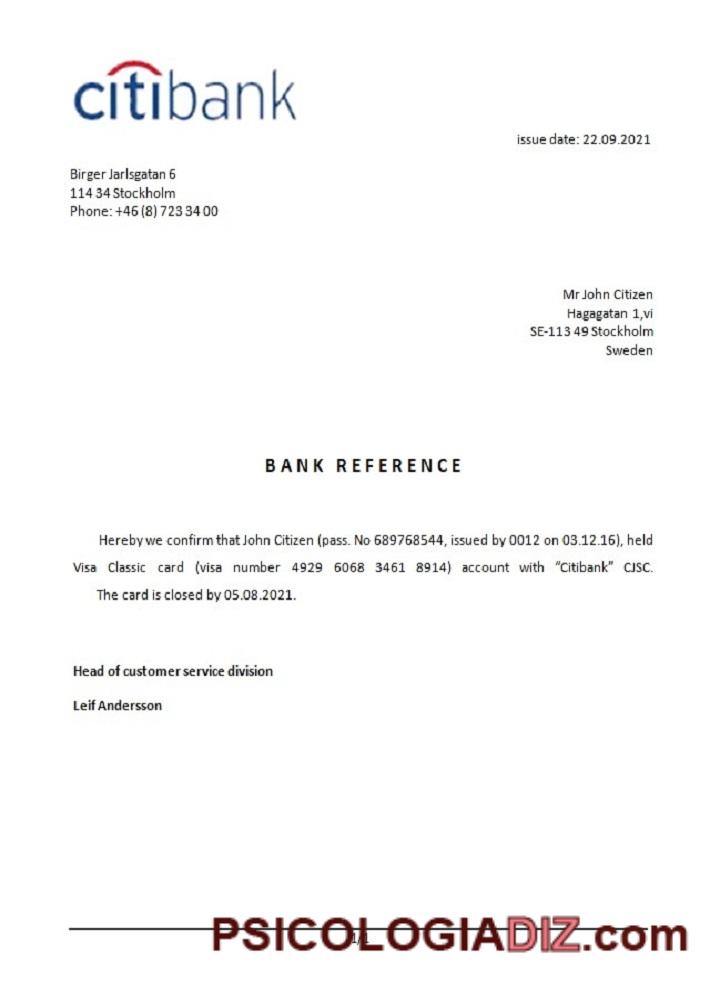 citibank
issue date: 22.09.2021
Birger Jarlsgatan 6
114 34 Stockholm
Phone: +46 (8) 723 34 00
Mr John Citizen
Hagagatan 1,vi
SE-113 49 Stockholm
Sweden
BANK REFERENCE
Hereby we confirm that John Citizen (pass. No 689768544, issued by 0012 on 03.12.16), held
Visa Classic card (visa number 4929 6068 3461 8914) account with “Citibank” CJSC.
The card is closed by 05.08.2021.
Head of customer service division
Leif Andersson
1/1
PSICOLOGIADIZ.com